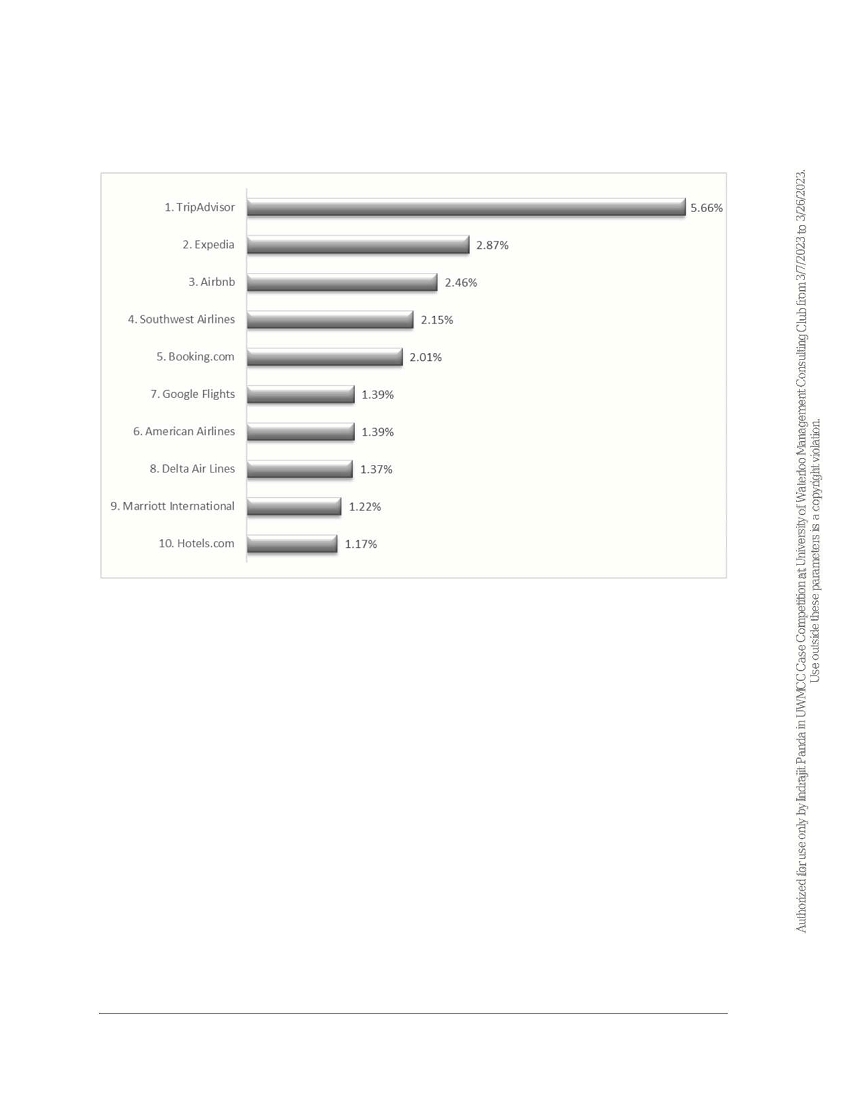 1. TripAdvisor 5.66%
2. Expedia 2.87%
3. Airbnb 2.46%
4. Southwest Airlines 2.15%
5. Booking.com 2.01%
7. Google Flights 1.39%
6. American Airlines 1.39%
8. Delta Air Lines 1.37%
9. Marriott International 1.22%
10. Hotels.com 1.17%
Authorized for use only by Indrajit Panda in UWMCC Case Competition at University of Waterloo Management Consulting Club from 3/7/2023 to 3/26/2023.
Use outside these parameters is a copyright violation.